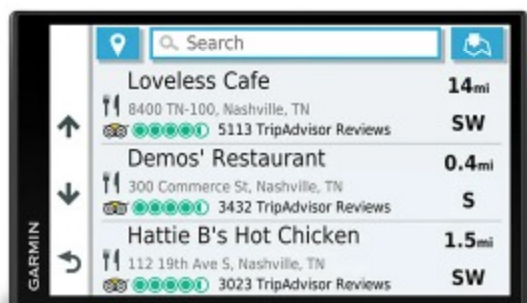 Search
Loveless Cafe
14mi
8400 TN-100, Nashville, TN
5113 TripAdvisor Reviews
SW
Demos' Restaurant
0.4mi
300 Commerce St, Nashville, TN
3432 TripAdvisor Reviews
S
Hattie B's Hot Chicken
1.5mi
112 19th Ave S, Nashville, TN
3023 TripAdvisor Reviews
SW
GARMIN